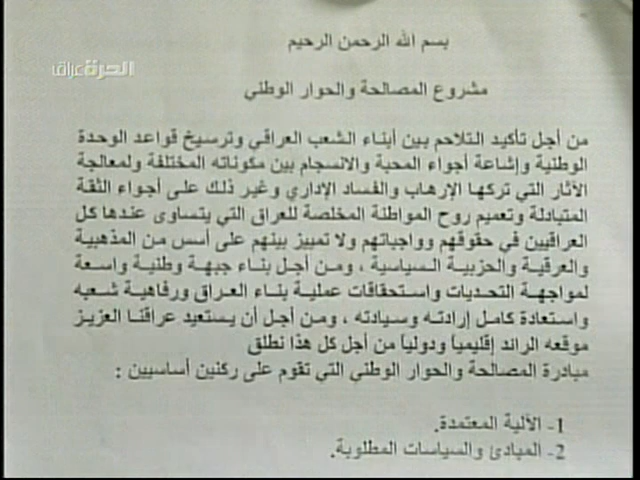 بسم الله الرحمن الرحيم
الحرة عراق
مشروع المصالحة والحوار الوطني
من أجل تأكيد التلاحم بين أبناء الشعب العراقي وترسيخ قواعد الوحدة
الوطنية وإشاعة أجواء المحبة والانسجام بين مكوناته المختلفة ولمعالجة
الآثار التي تركها الإرهاب والفساد الإداري وغير ذلك على أجواء الثقة
المتبادلة وتعميم روح المواطنة المخلصة للعراق التي يتساوى عندها كل
العراقيين في حقوقهم وواجباتهم ولا تمييز بينهم على أسس من المذهبية
والعرقية والحزبية السياسية ، ومن أجل بناء جبهة وطنية واسعة
لمواجهة التحديات واستحقاقات عملية بناء العراق ورفاهية شعبه
واستعادة كامل إرادته وسيادته ، ومن أجل أن يستعيد عراقنا العزيز
موقعه الرائد إقليمياً ودولياً من أجل كل هذا نطلق
مبادرة المصالحة والحوار الوطني التي تقوم على ركنين أساسيين :
1- الآلية المعتمدة.
2- المبادئ والسياسات المطلوبة.